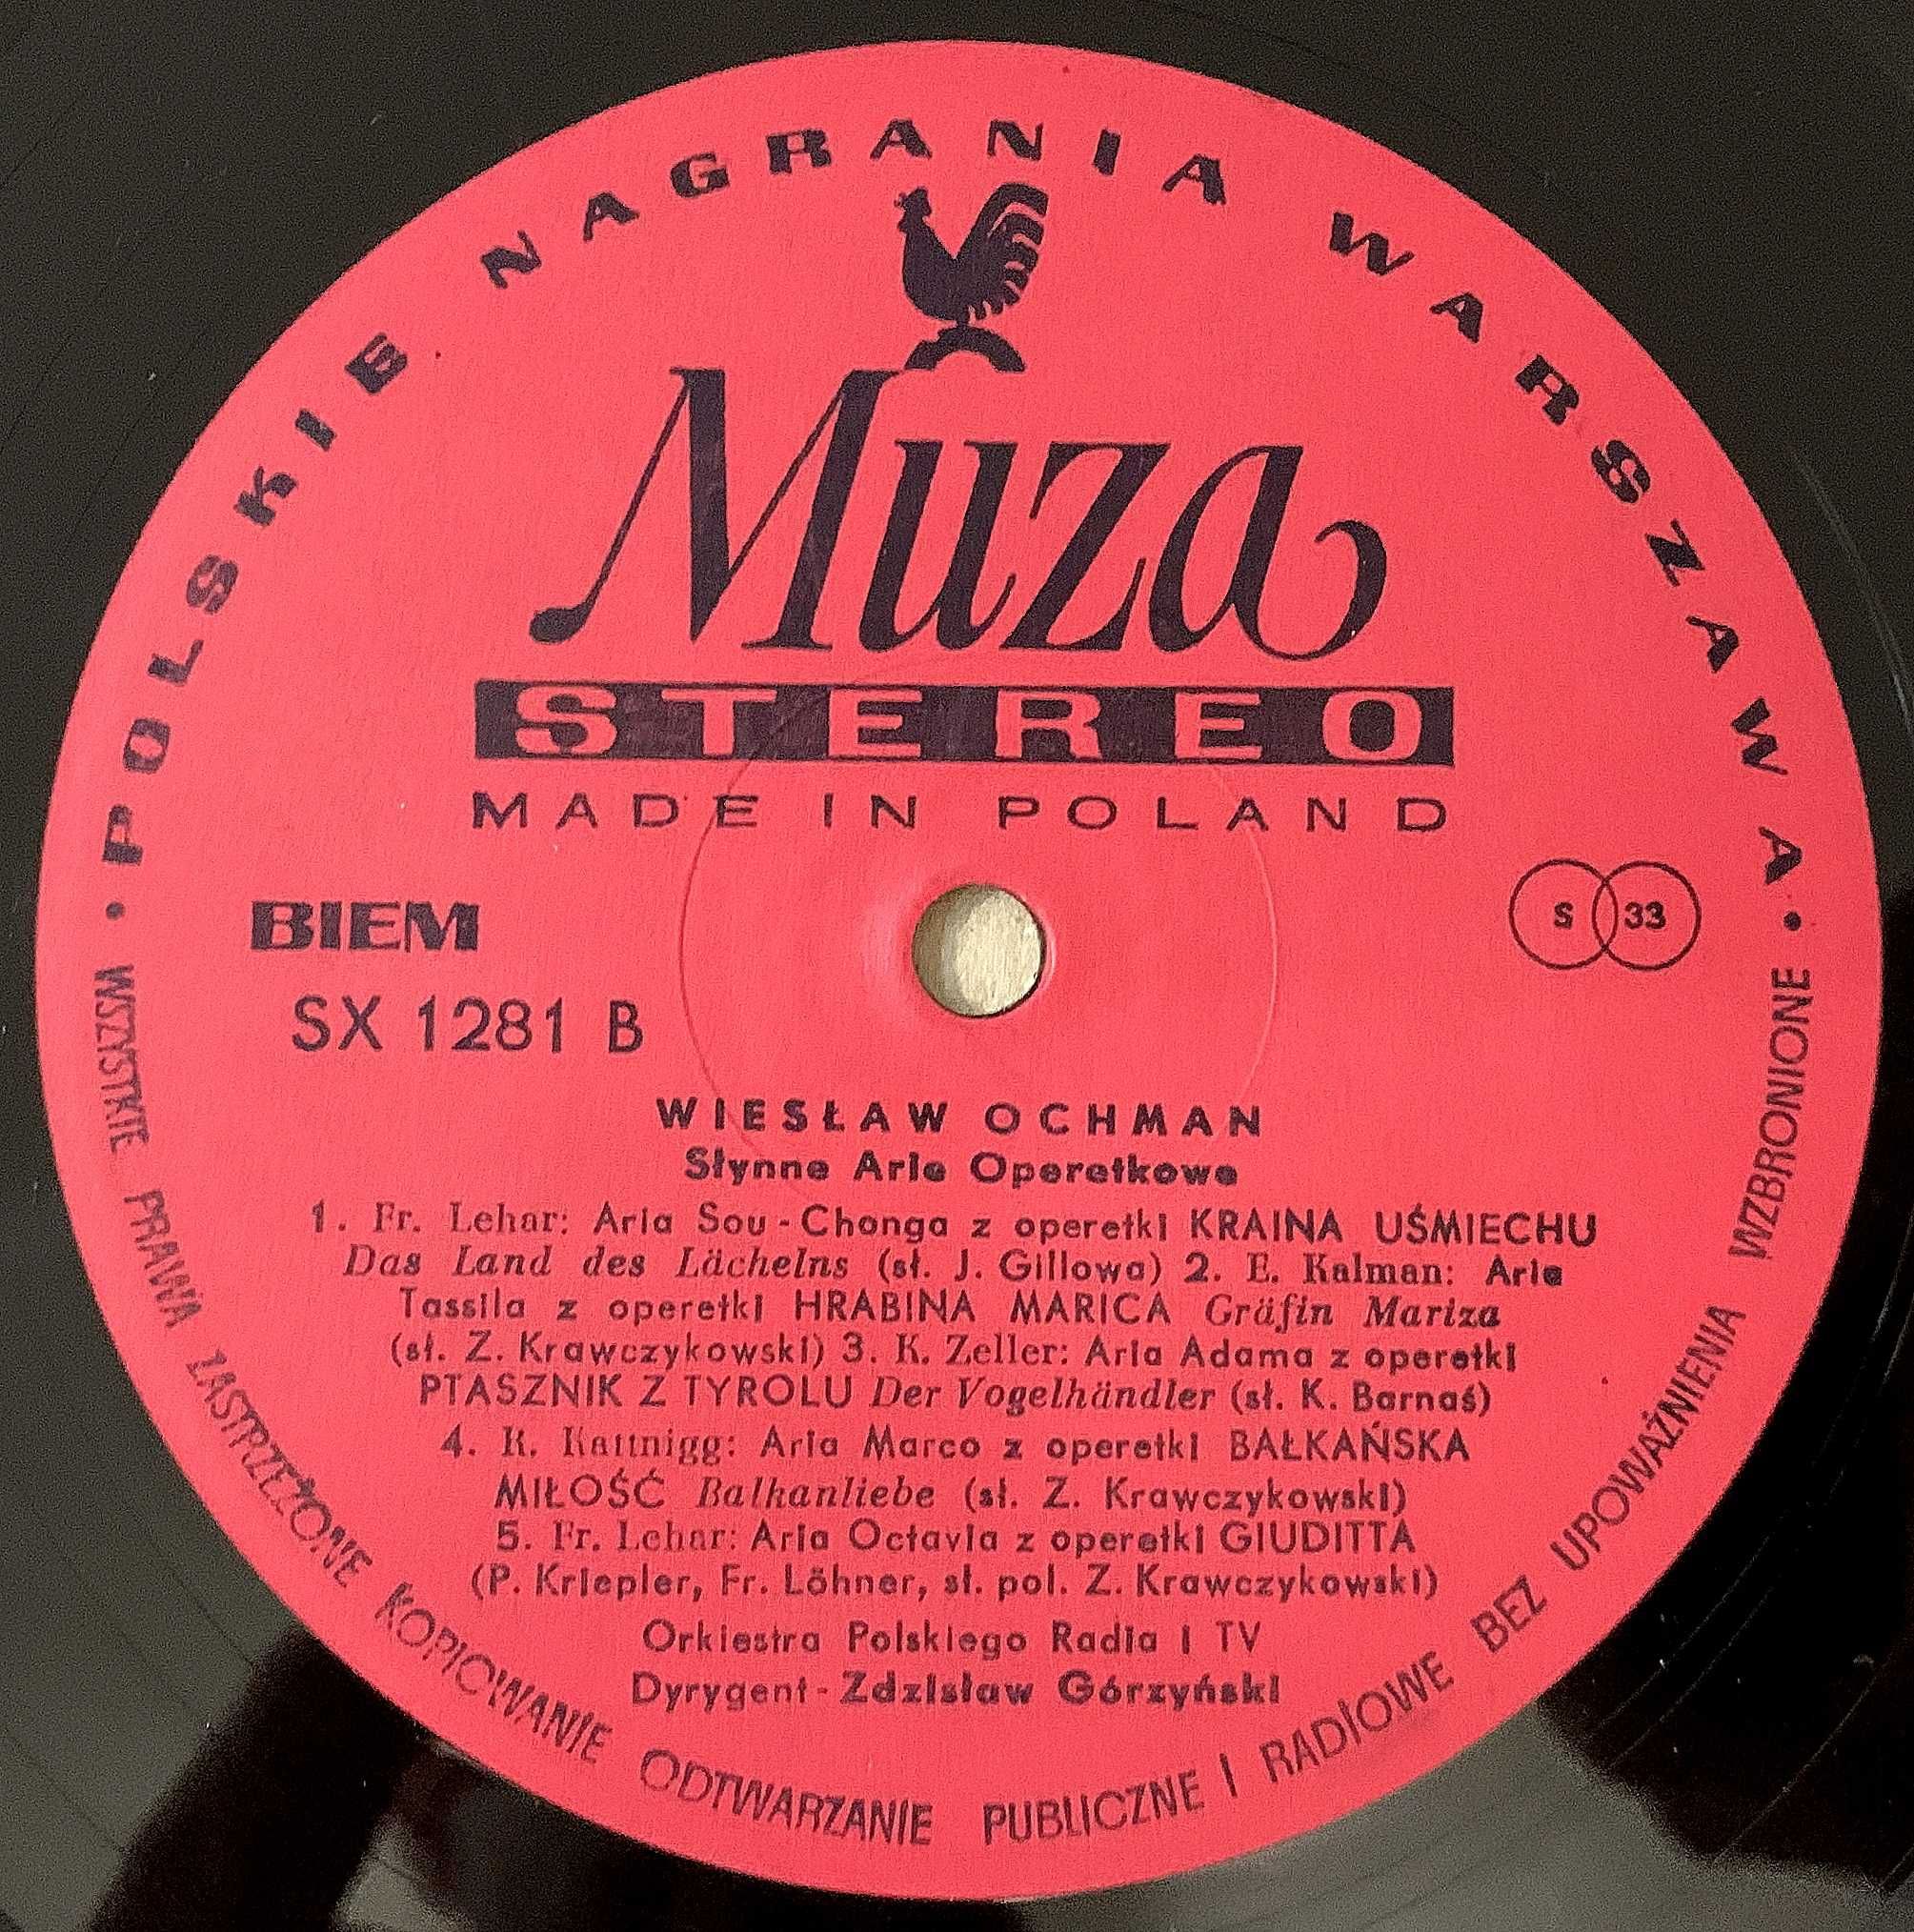 • POLSKIE NAGRANIA WARSZAWA •
Muza
STEREO
MADE IN POLAND
BIEM
S 33
SX 1281 B
WIESŁAW OCHMAN
Słynne Arie Operetkowe
1. Fr. Lehar: Aria Sou-Chonga z operetki KRAINA UŚMIECHU
Das Land des Lächelns (sł. J. Gillowa) 2. E. Kalman: Aria
Tassila z operetki HRABINA MARICA Gräfin Mariza
(sł. Z. Krawczykowski) 3. K. Zeller: Aria Adama z operetki
PTASZNIK Z TYROLU Der Vogelhändler (sł. K. Barnaś)
4. R. Kattnigg: Aria Marco z operetki BAŁKAŃSKA
MIŁOŚĆ Balkanliebe (sł. Z. Krawczykowski)
5. Fr. Lehar: Aria Octavia z operetki GIUDITTA
(P. Kriepler, Fr. Löhner, sł. pol. Z. Krawczykowski)
Orkiestra Polskiego Radia i TV
Dyrygent - Zdzisław Górzyński
WSZYSTKIE PRAWA ZASTRZEŻONE KOPIOWANIE ODTWARZANIE PUBLICZNE I RADIOWE BEZ UPOWAŻNIENIA WZBRONIONE